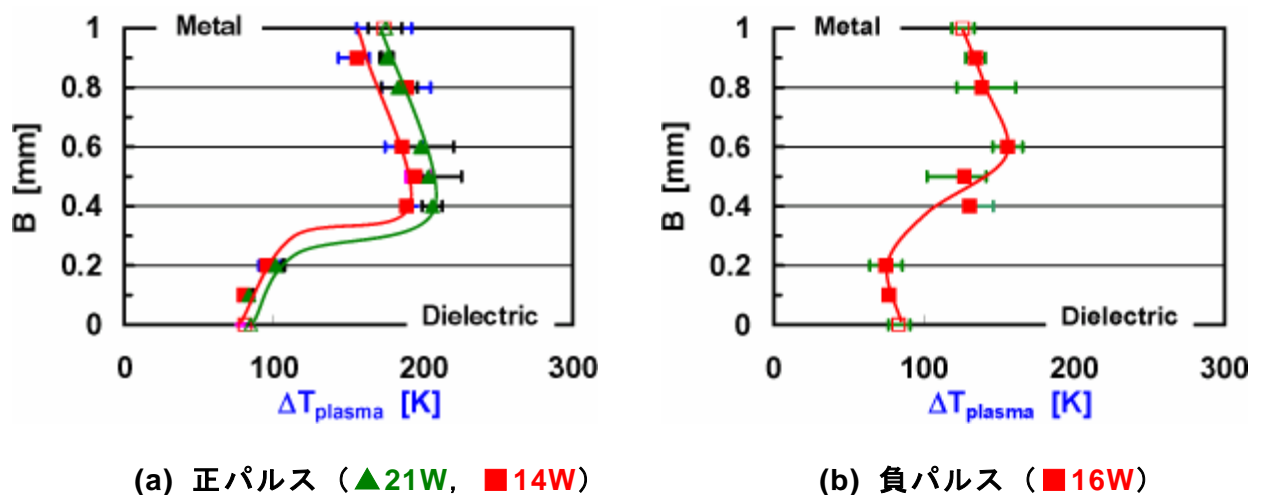 1 Metal
0.8
0.6
B [mm]
0.4
0.2
0 Dielectric
0 100 200 300
ΔTplasma [K]
(a) 正パルス（▲21W, ■14W）
1 Metal
0.8
0.6
B [mm]
0.4
0.2
0 Dielectric
0 100 200 300
ΔTplasma [K]
(b) 負パルス（■16W）